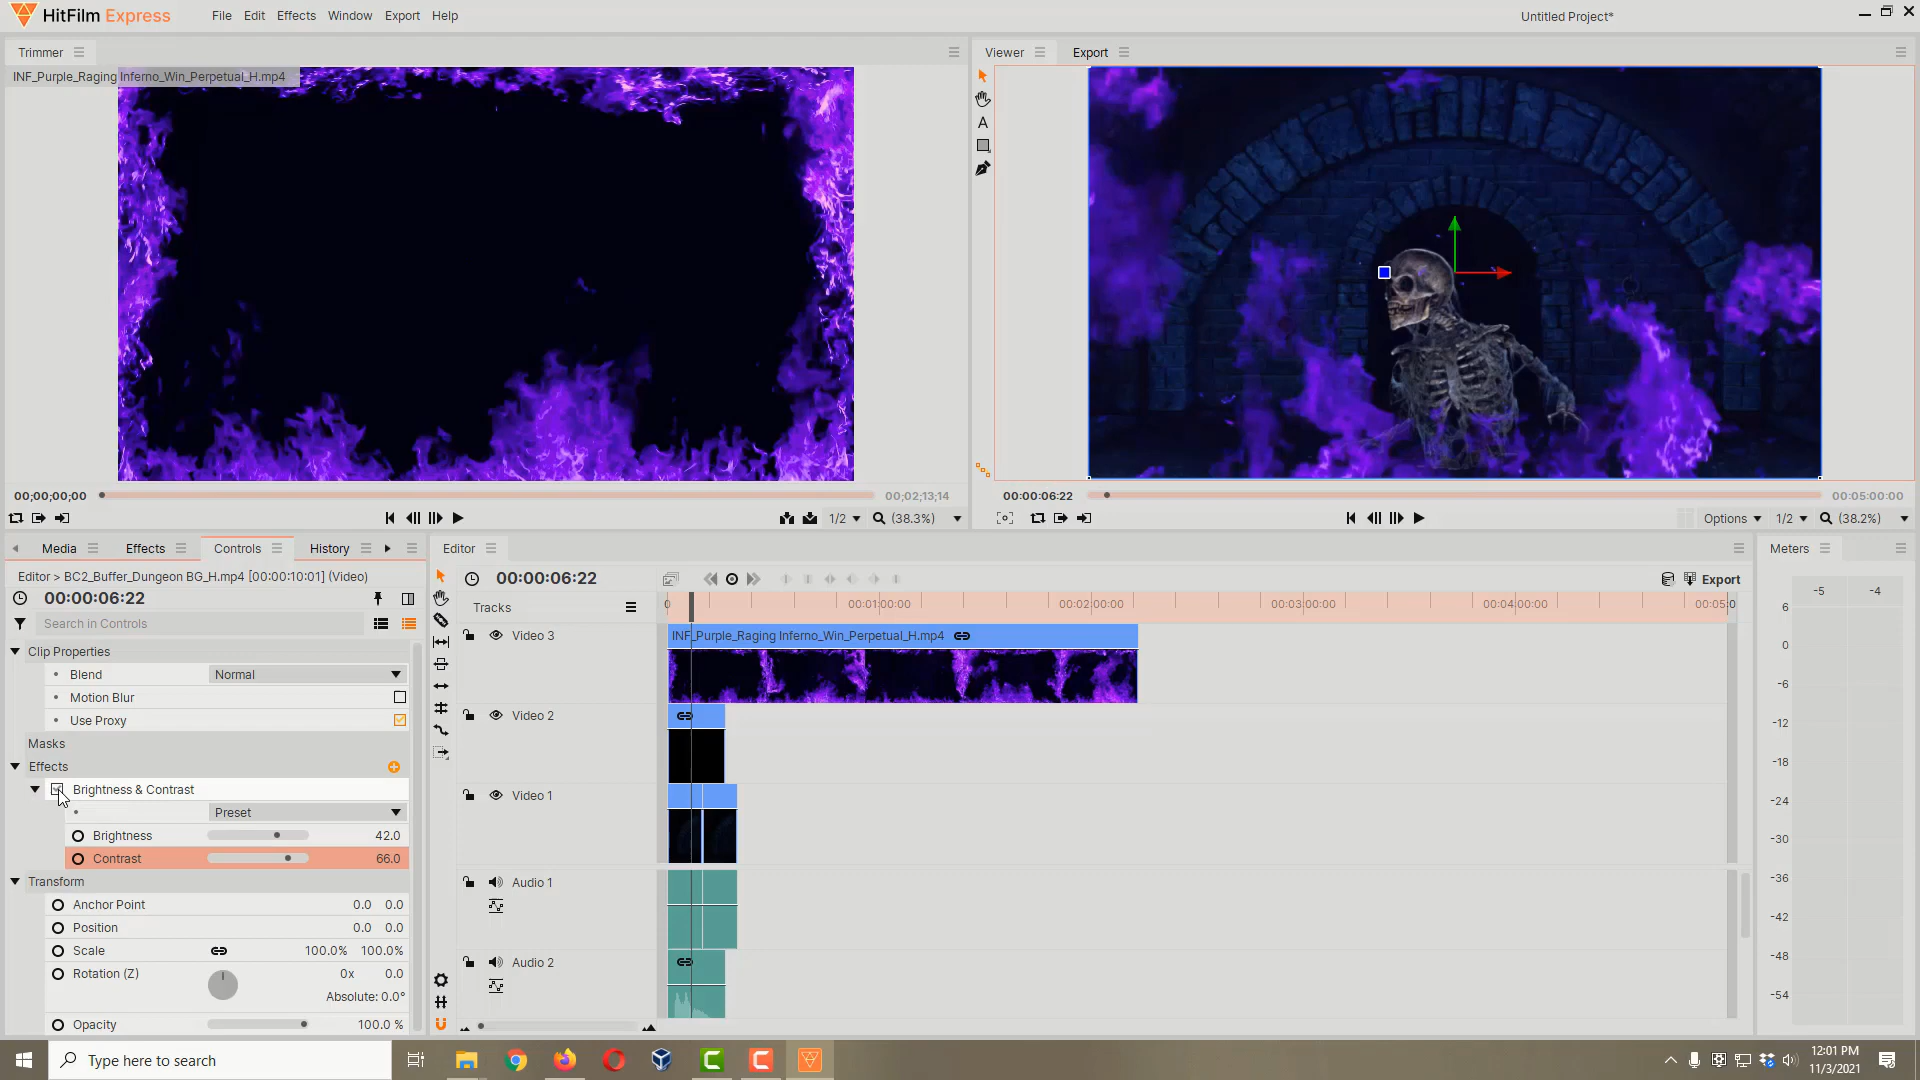 HitFilm Express
File Edit Effects Window Export Help
Untitled Project*
Trimmer
INF_Purple_Raging Inferno_Win_Perpetual_H.mp4
00;00;00;00
00;02;13;14
1/2
(38.3%)
Viewer
Export
A
00:00:06:22
00:05:00:00
Options
1/2
(38.2%)
Media
Effects
Controls
History
Editor > BC2_Buffer_Dungeon BG_H.mp4 [00:00:10:01] (Video)
00:00:06:22
Search in Controls
Clip Properties
Blend Normal
Motion Blur
Use Proxy
Masks
Effects
Brightness & Contrast
Preset
Brightness 42.0
Contrast 66.0
Transform
Anchor Point 0.0 0.0
Position 0.0 0.0
Scale 100.0% 100.0%
Rotation (Z) 0x 0.0
Absolute: 0.0°
Opacity 100.0 %
Editor
00:00:06:22
Export
Tracks
0 00:01:00:00 00:02:00:00 00:03:00:00 00:04:00:00 00:05:0
Video 3
INF_Purple_Raging Inferno_Win_Perpetual_H.mp4
Video 2
Video 1
Audio 1
Audio 2
Meters
-5 -4
6
0
-6
-12
-18
-24
-30
-36
-42
-48
-54
Type here to search
12:01 PM
11/3/2021